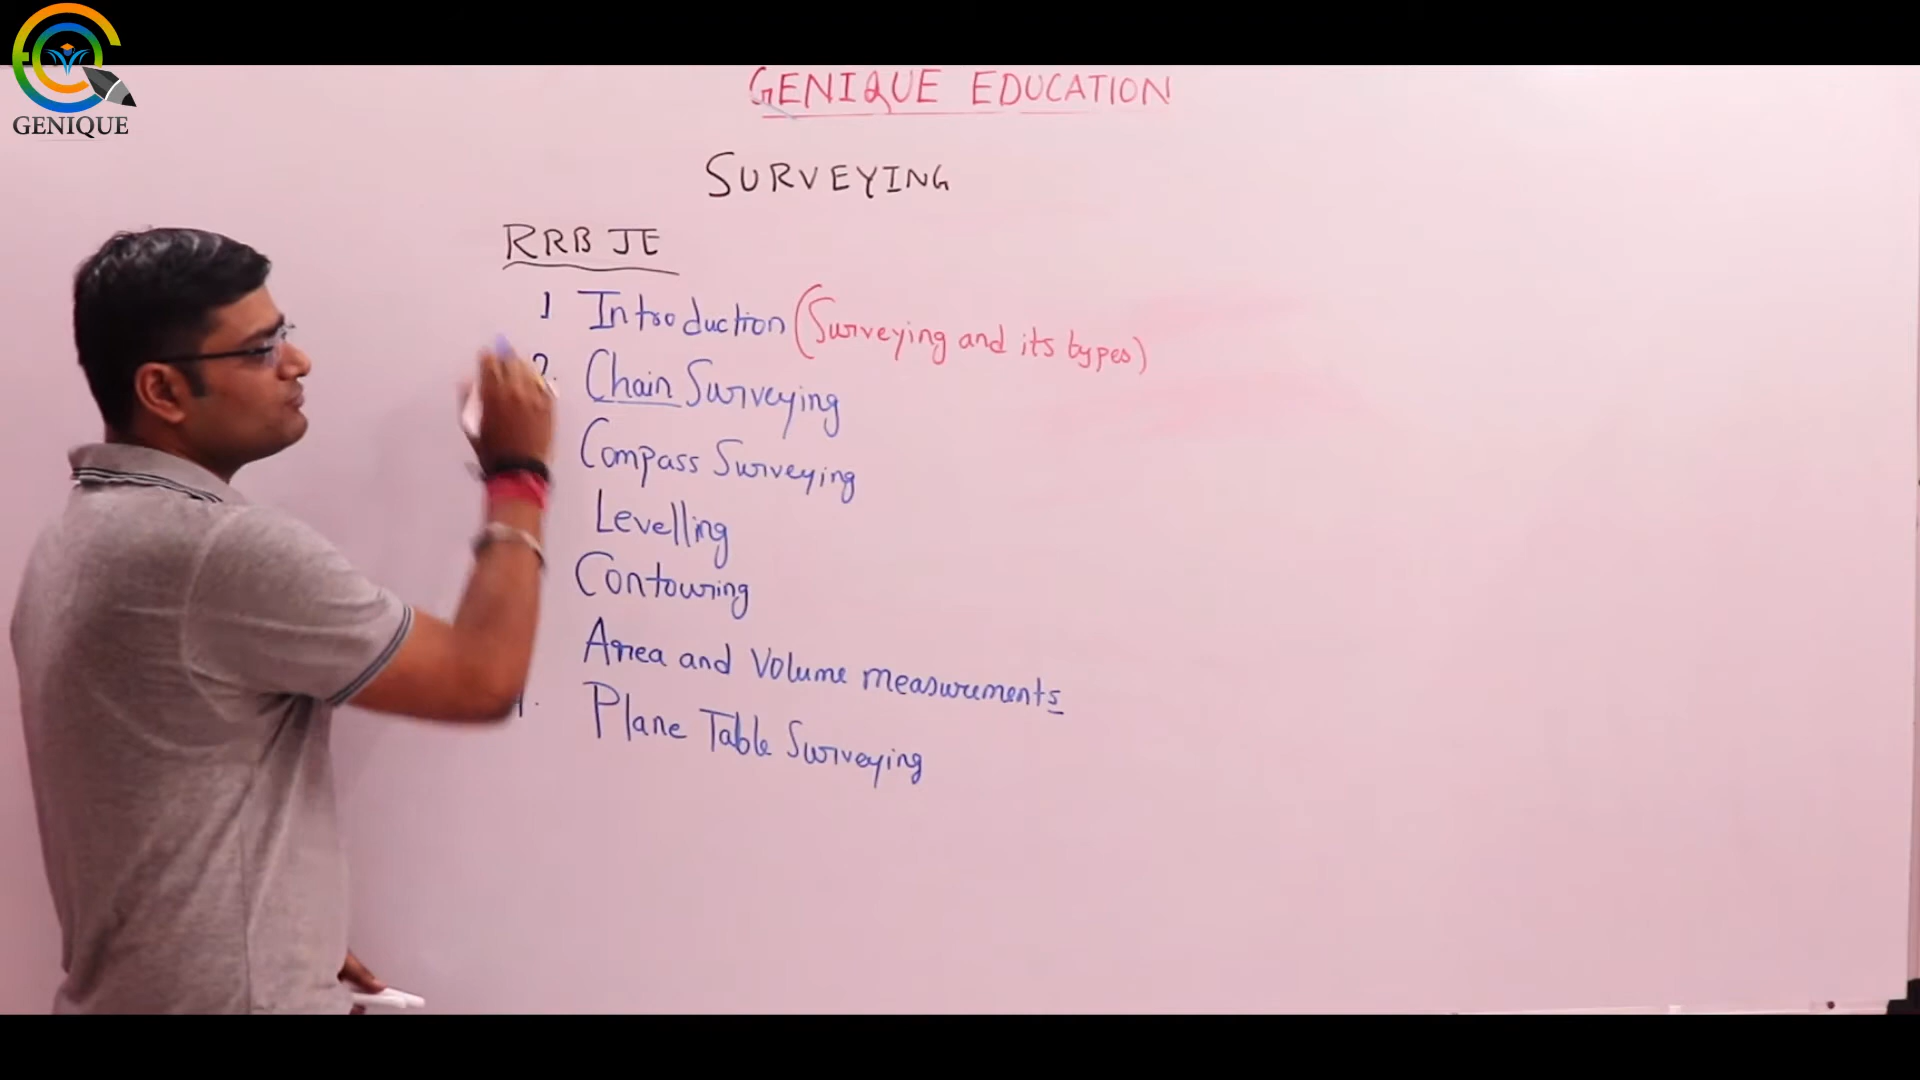 GENIQUE
GENIQUE EDUCATION
SURVEYING
RRB JE
1 Introduction (Surveying and its types)
2. Chain Surveying
Compass Surveying
Levelling
Contouring
Area and Volume measurements
Plane Table Surveying